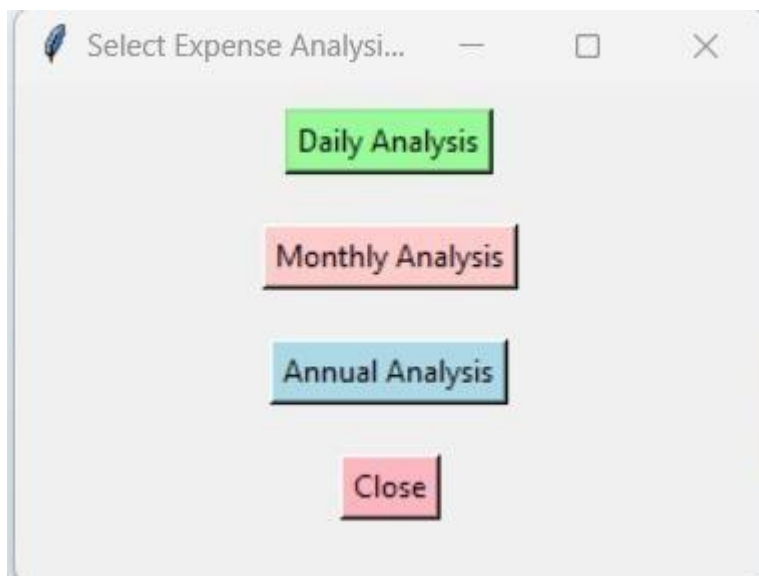 Select Expense Analysi...
Daily Analysis
Monthly Analysis
Annual Analysis
Close